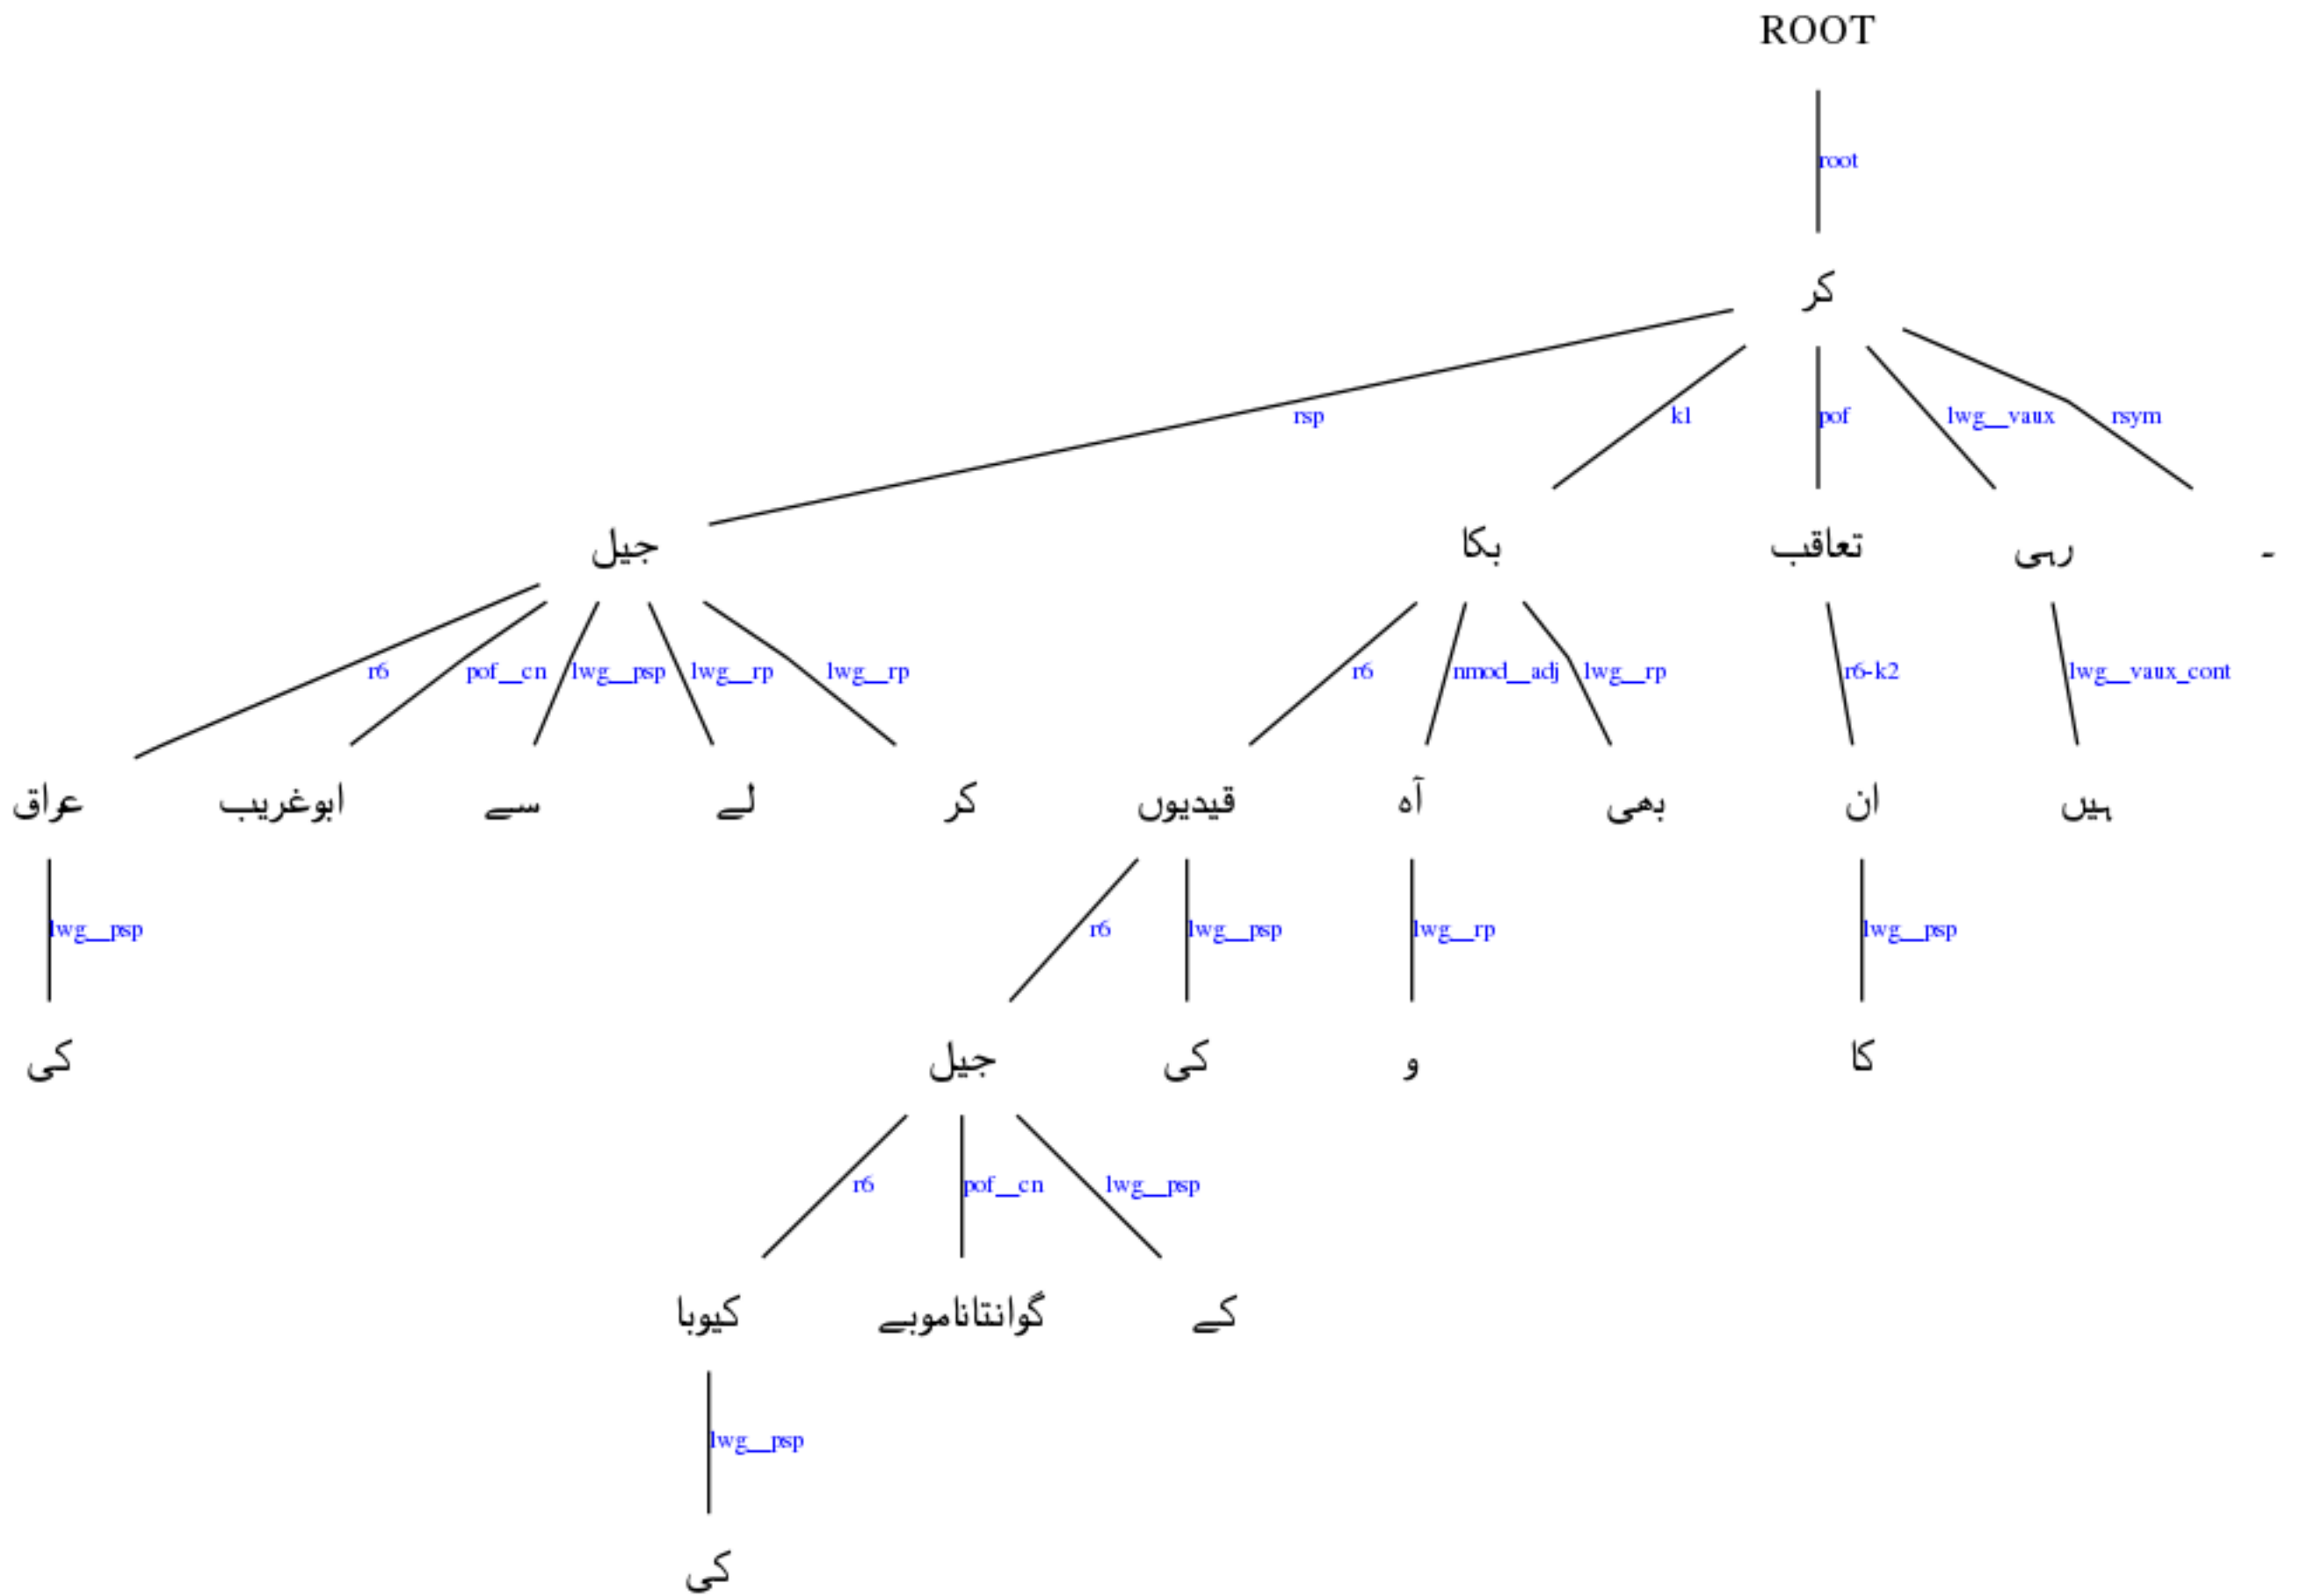 ROOT
root
کر
rsp k1 pof lwg__vaux rsym
جیل بکا تعاقب رہی ۔
r6 pof__cn lwg__psp lwg__rp lwg__rp r6 nmod__adj lwg__rp r6-k2 lwg__vaux_cont
عراق ابوغریب سے لے کر قیدیوں آہ بھی ان ہیں
lwg__psp r6 lwg__psp lwg__rp lwg__psp
کی جیل کی و کا
r6 pof__cn lwg__psp
کیوبا گوانتاناموبے کے
lwg__psp
کی